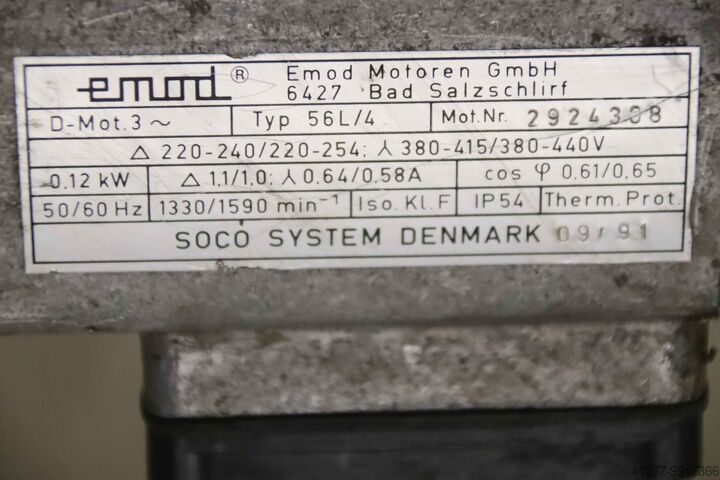 emod® Emod Motoren GmbH
6427 Bad Salzschlirf
D-Mot. 3 ~ Typ 56L/4 Mot.Nr. 2924308
△ 220-240/220-254; ⅄ 380-415/380-440V
0,12 kW △ 1,1/1,0; ⅄ 0,64/0,58A cos φ 0,61/0,65
50/60 Hz 1330/1590 min⁻¹ Iso. Kl. F IP54 Therm. Prot.
SOCO SYSTEM DENMARK 09/91
41227-9917366